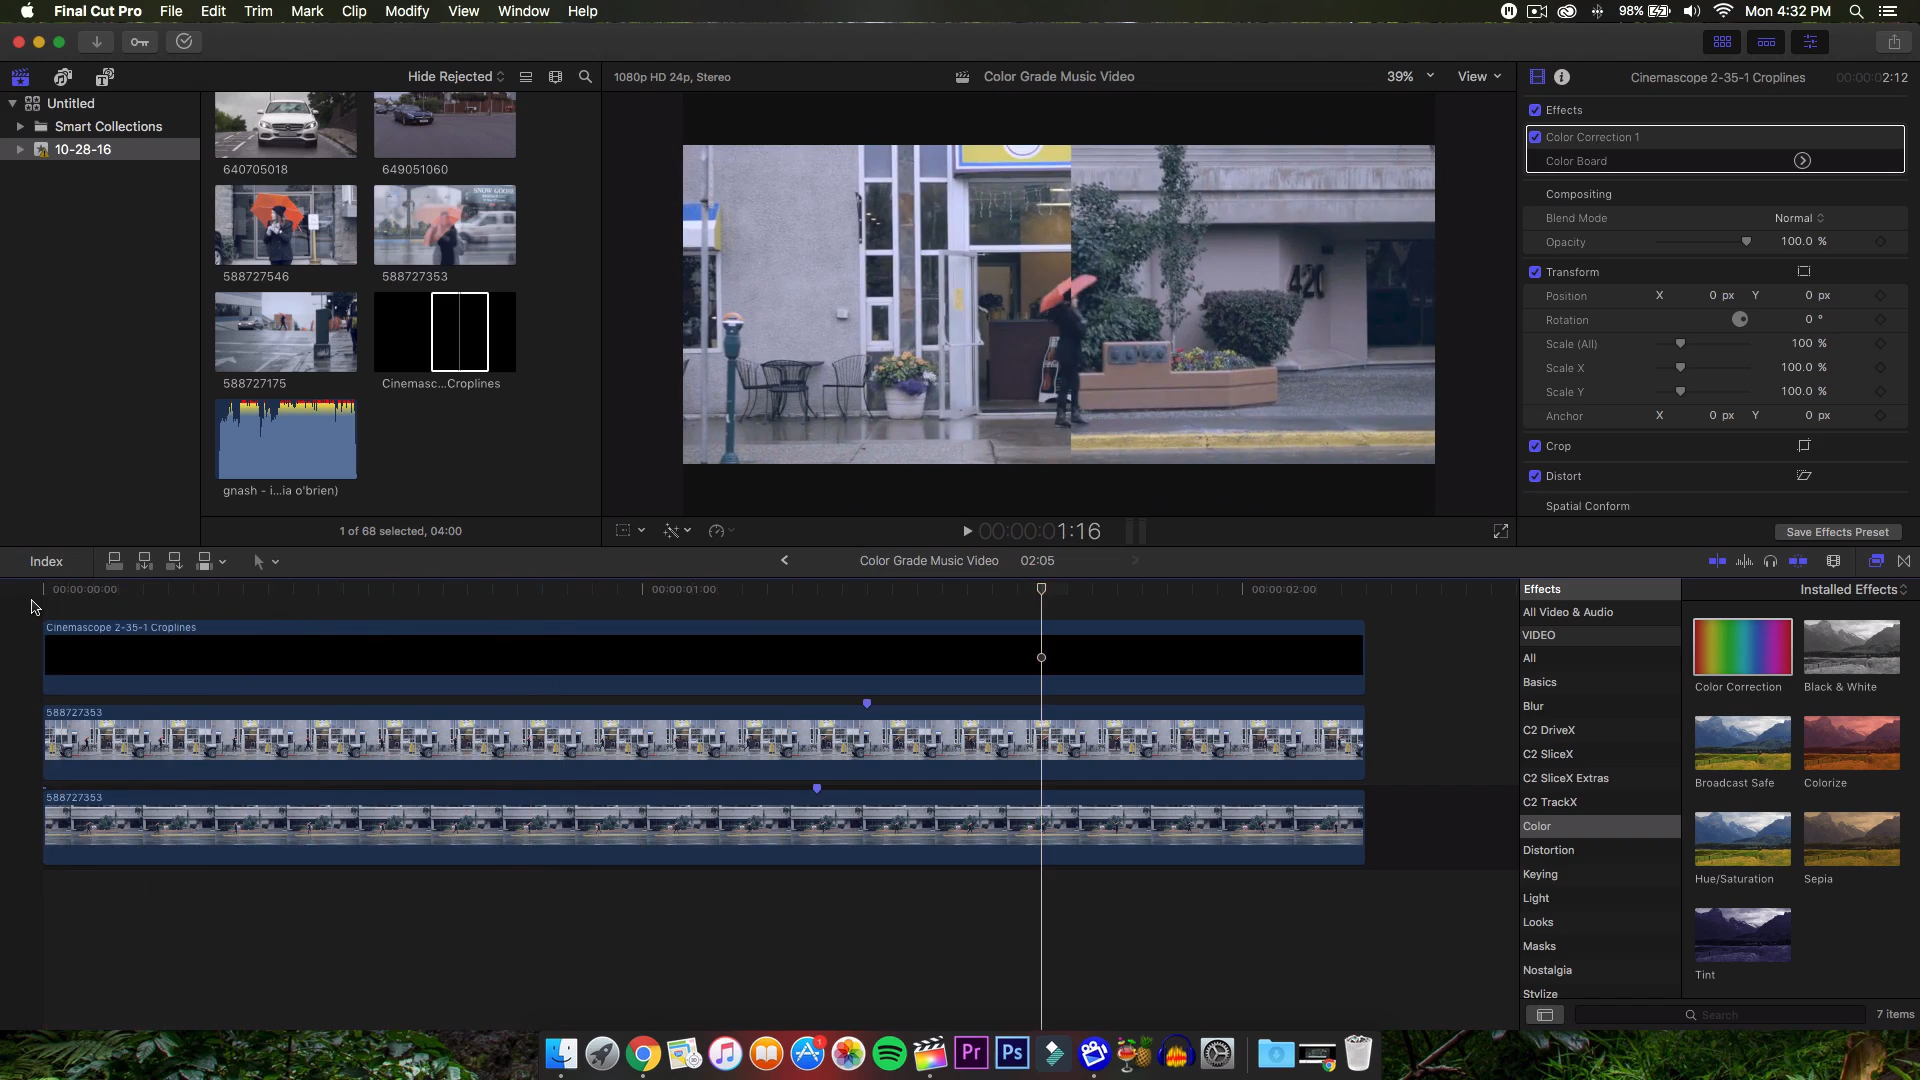 Final Cut Pro File Edit Trim Mark Clip Modify View Window Help
98% Mon 4:32 PM
Hide Rejected
1080p HD 24p, Stereo
Color Grade Music Video
39% View
Cinemascope 2-35-1 Croplines
00:00:02:12
Untitled
Smart Collections
10-28-16
640705018
649051060
588727546
588727353
588727175
Cinemasc...Croplines
gnash - i...ia o'brien)
SNOW GOOSE
420
1 of 68 selected, 04:00
00:00:01:16
Effects
Color Correction 1
Color Board
Compositing
Blend Mode Normal
Opacity 100.0 %
Transform
Position X 0 px Y 0 px
Rotation 0 °
Scale (All) 100 %
Scale X 100.0 %
Scale Y 100.0 %
Anchor X 0 px Y 0 px
Crop
Distort
Spatial Conform
Save Effects Preset
Index
Color Grade Music Video 02:05
00:00:00:00
00:00:01:00
00:00:02:00
Cinemascope 2-35-1 Croplines
588727353
588727353
Effects
All Video & Audio
VIDEO
All
Basics
Blur
C2 DriveX
C2 SliceX
C2 SliceX Extras
C2 TrackX
Color
Distortion
Keying
Light
Looks
Masks
Nostalgia
Stylize
Installed Effects
Color Correction
Black & White
Broadcast Safe
Colorize
Hue/Saturation
Sepia
Tint
Search
7 items
1
Pr
Ps